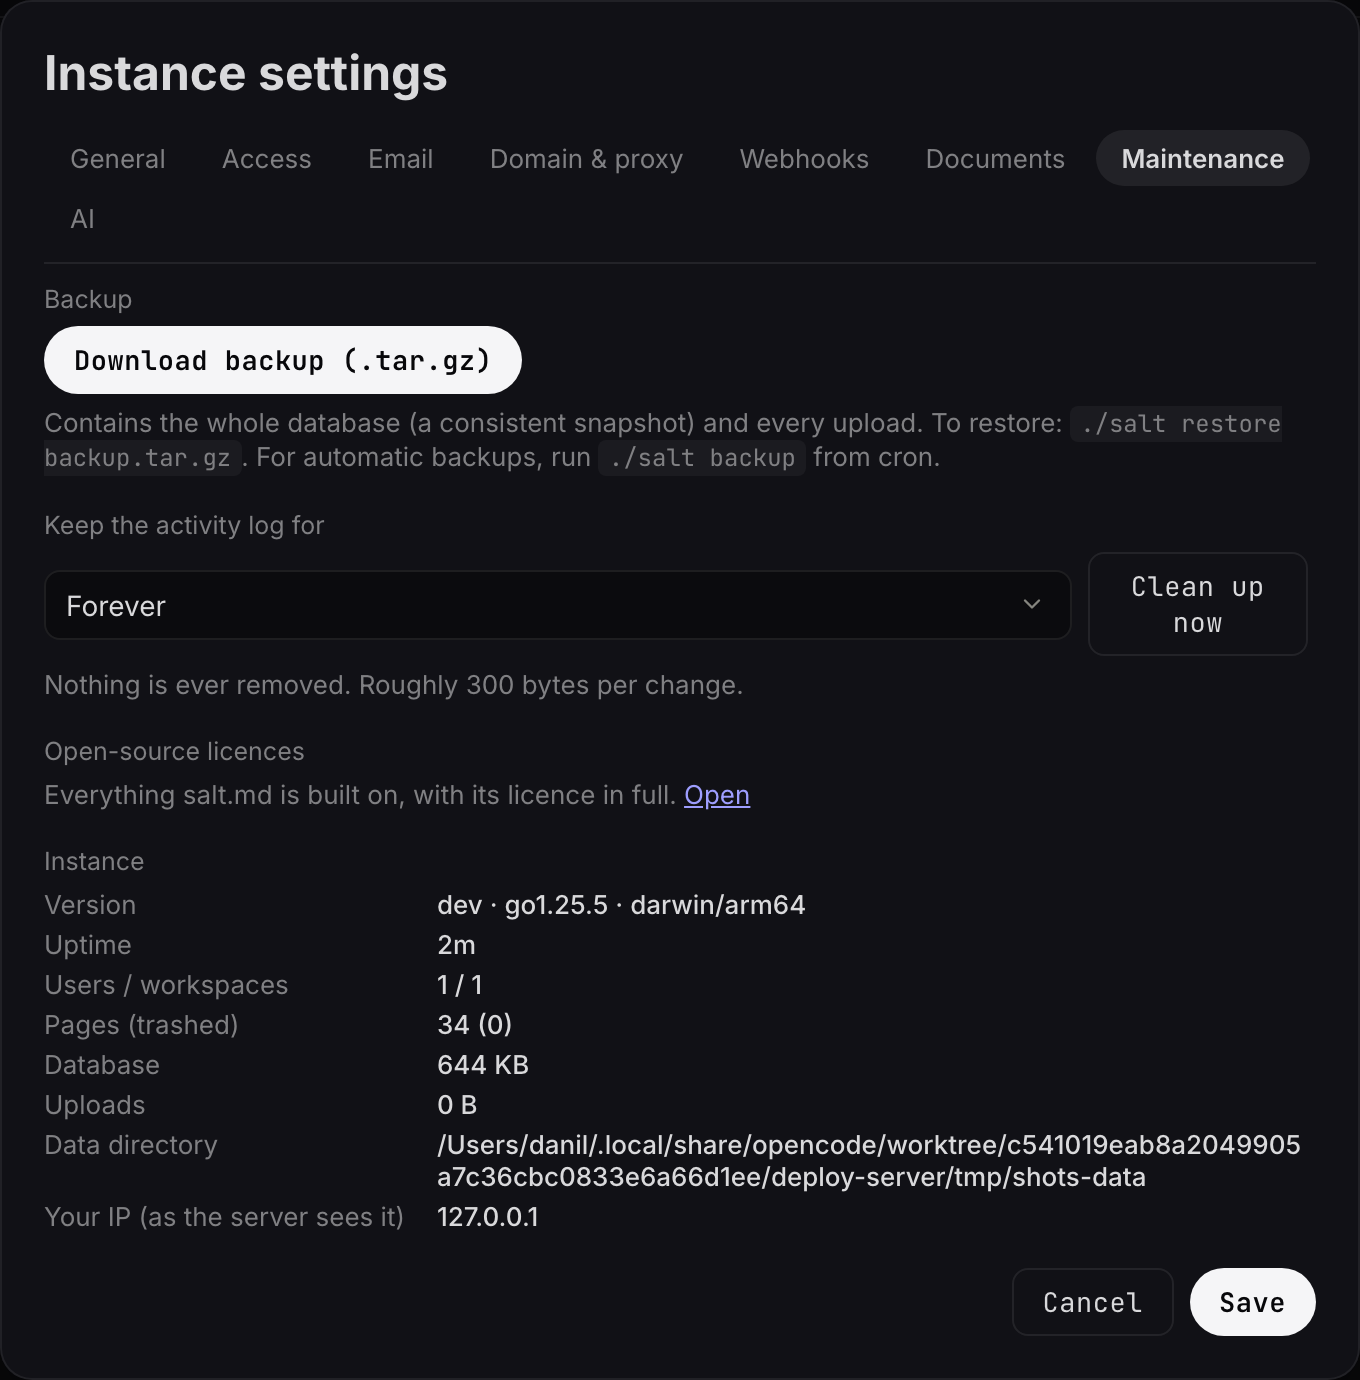 Instance settings
General Access Email Domain & proxy Webhooks Documents Maintenance
AI
Backup
Download backup (.tar.gz)
Contains the whole database (a consistent snapshot) and every upload. To restore: ./salt restore
backup.tar.gz. For automatic backups, run ./salt backup from cron.
Keep the activity log for
Forever
Clean up
now
Nothing is ever removed. Roughly 300 bytes per change.
Open-source licences
Everything salt.md is built on, with its licence in full. Open
Instance
Version dev · go1.25.5 · darwin/arm64
Uptime 2m
Users / workspaces 1 / 1
Pages (trashed) 34 (0)
Database 644 KB
Uploads 0 B
Data directory /Users/danil/.local/share/opencode/worktree/c541019eab8a2049905
a7c36cbc0833e6a66d1ee/deploy-server/tmp/shots-data
Your IP (as the server sees it) 127.0.0.1
Cancel Save